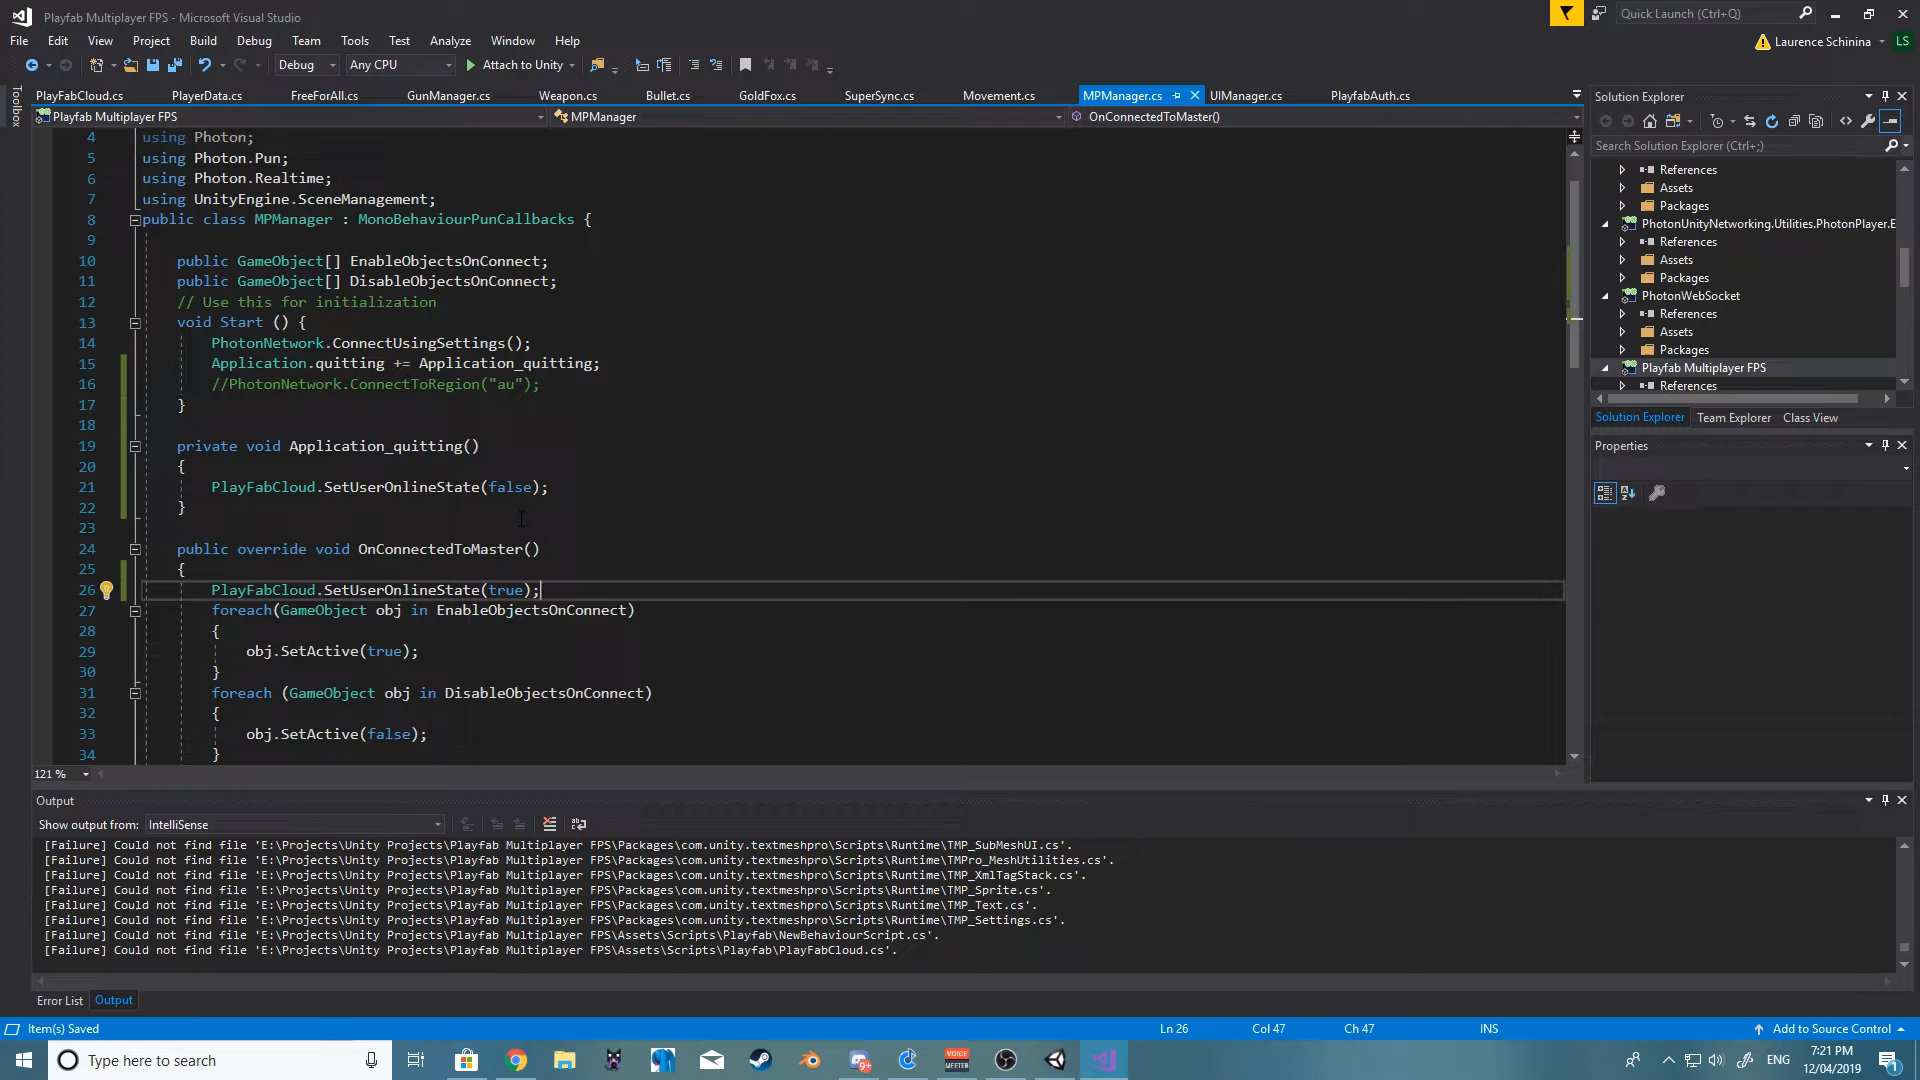 Playfab Multiplayer FPS - Microsoft Visual Studio
Quick Launch (Ctrl+Q)
File Edit View Project Build Debug Team Tools Test Analyze Window Help
Laurence Schinina LS
Debug Any CPU Attach to Unity
Toolbox
PlayFabCloud.cs PlayerData.cs FreeForAll.cs GunManager.cs Weapon.cs Bullet.cs GoldFox.cs SuperSync.cs Movement.cs MPManager.cs UIManager.cs PlayfabAuth.cs
Playfab Multiplayer FPS MPManager OnConnectedToMaster()
4 using Photon;
5 using Photon.Pun;
6 using Photon.Realtime;
7 using UnityEngine.SceneManagement;
8 public class MPManager : MonoBehaviourPunCallbacks {
9
10 public GameObject[] EnableObjectsOnConnect;
11 public GameObject[] DisableObjectsOnConnect;
12 // Use this for initialization
13 void Start () {
14 PhotonNetwork.ConnectUsingSettings();
15 Application.quitting += Application_quitting;
16 //PhotonNetwork.ConnectToRegion("au");
17 }
18
19 private void Application_quitting()
20 {
21 PlayFabCloud.SetUserOnlineState(false);
22 }
23
24 public override void OnConnectedToMaster()
25 {
26 PlayFabCloud.SetUserOnlineState(true);
27 foreach(GameObject obj in EnableObjectsOnConnect)
28 {
29 obj.SetActive(true);
30 }
31 foreach (GameObject obj in DisableObjectsOnConnect)
32 {
33 obj.SetActive(false);
34 }
121 %
Solution Explorer
Search Solution Explorer (Ctrl+;)
References
Assets
Packages
PhotonUnityNetworking.Utilities.PhotonPlayer.E
References
Assets
Packages
PhotonWebSocket
References
Assets
Packages
Playfab Multiplayer FPS
References
Solution Explorer Team Explorer Class View
Properties
Output
Show output from: IntelliSense
[Failure] Could not find file 'E:\Projects\Unity Projects\Playfab Multiplayer FPS\Packages\com.unity.textmeshpro\Scripts\Runtime\TMP_SubMeshUI.cs'.
[Failure] Could not find file 'E:\Projects\Unity Projects\Playfab Multiplayer FPS\Packages\com.unity.textmeshpro\Scripts\Runtime\TMPro_MeshUtilities.cs'.
[Failure] Could not find file 'E:\Projects\Unity Projects\Playfab Multiplayer FPS\Packages\com.unity.textmeshpro\Scripts\Runtime\TMP_XmlTagStack.cs'.
[Failure] Could not find file 'E:\Projects\Unity Projects\Playfab Multiplayer FPS\Packages\com.unity.textmeshpro\Scripts\Runtime\TMP_Sprite.cs'.
[Failure] Could not find file 'E:\Projects\Unity Projects\Playfab Multiplayer FPS\Packages\com.unity.textmeshpro\Scripts\Runtime\TMP_Text.cs'.
[Failure] Could not find file 'E:\Projects\Unity Projects\Playfab Multiplayer FPS\Packages\com.unity.textmeshpro\Scripts\Runtime\TMP_Settings.cs'.
[Failure] Could not find file 'E:\Projects\Unity Projects\Playfab Multiplayer FPS\Assets\Scripts\Playfab\NewBehaviourScript.cs'.
[Failure] Could not find file 'E:\Projects\Unity Projects\Playfab Multiplayer FPS\Assets\Scripts\Playfab\PlayFabCloud.cs'.
Error List Output
Item(s) Saved Ln 26 Col 47 Ch 47 INS Add to Source Control
Type here to search
9+
VOICE MEETER
ENG
7:21 PM
12/04/2019
1